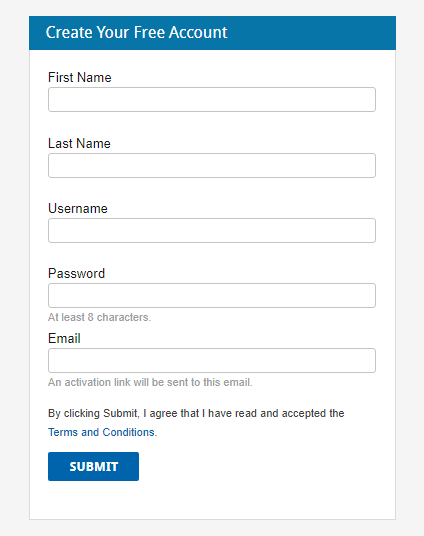 Create Your Free Account
First Name
Last Name
Username
Password
At least 8 characters.
Email
An activation link will be sent to this email.
By clicking Submit, I agree that I have read and accepted the
Terms and Conditions.
SUBMIT